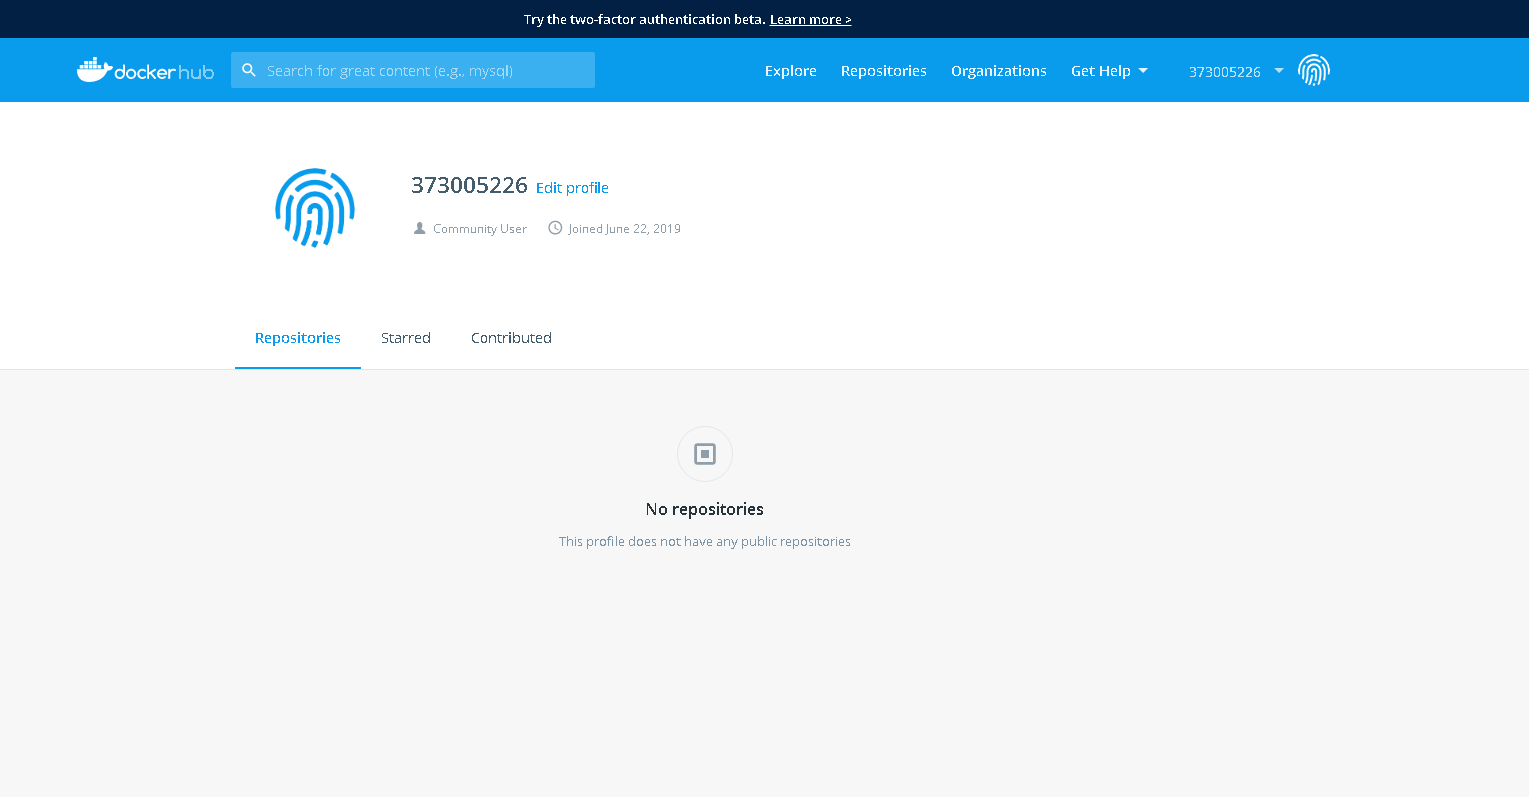 Try the two-factor authentication beta. Learn more >
docker hub Search for great content (e.g., mysql) Explore Repositories Organizations Get Help 373005226
373005226 Edit profile
Community User Joined June 22, 2019
Repositories Starred Contributed
No repositories
This profile does not have any public repositories